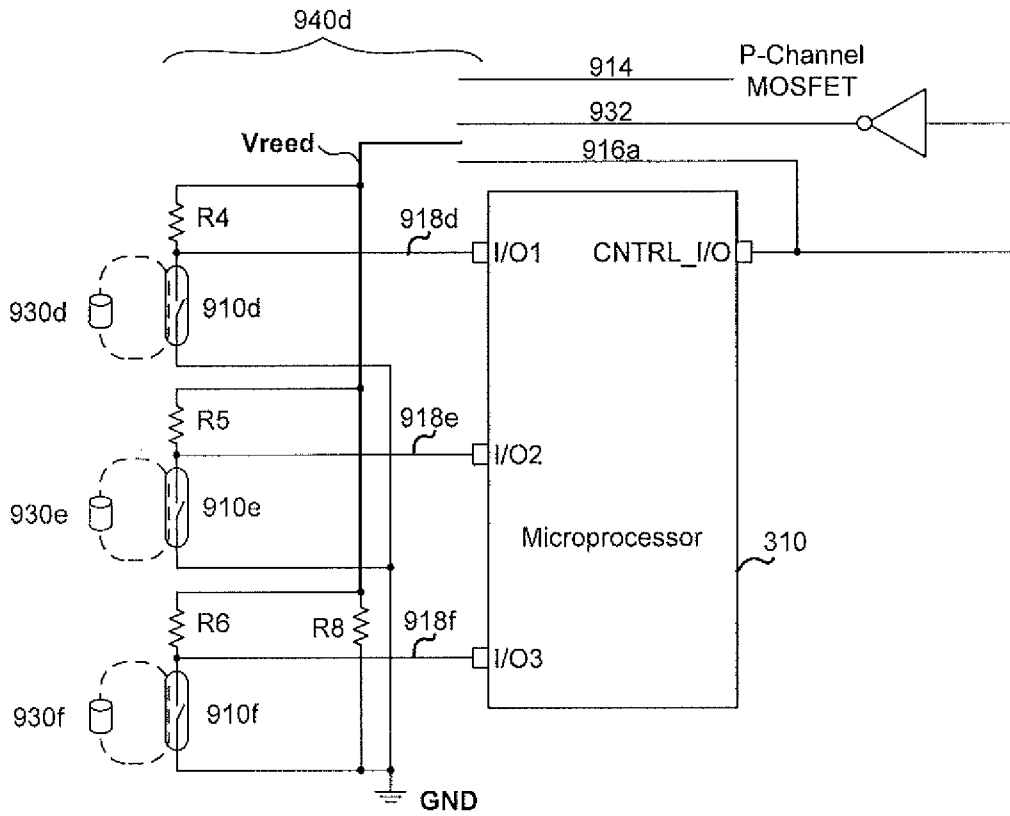 940d
914
P-Channel
MOSFET
932
Vreed
916a
R4
918d
I/O1
CNTRL_I/O
930d
910d
R5
918e
I/O2
930e
910e
Microprocessor
310
R6
R8
918f
I/O3
930f
910f
GND